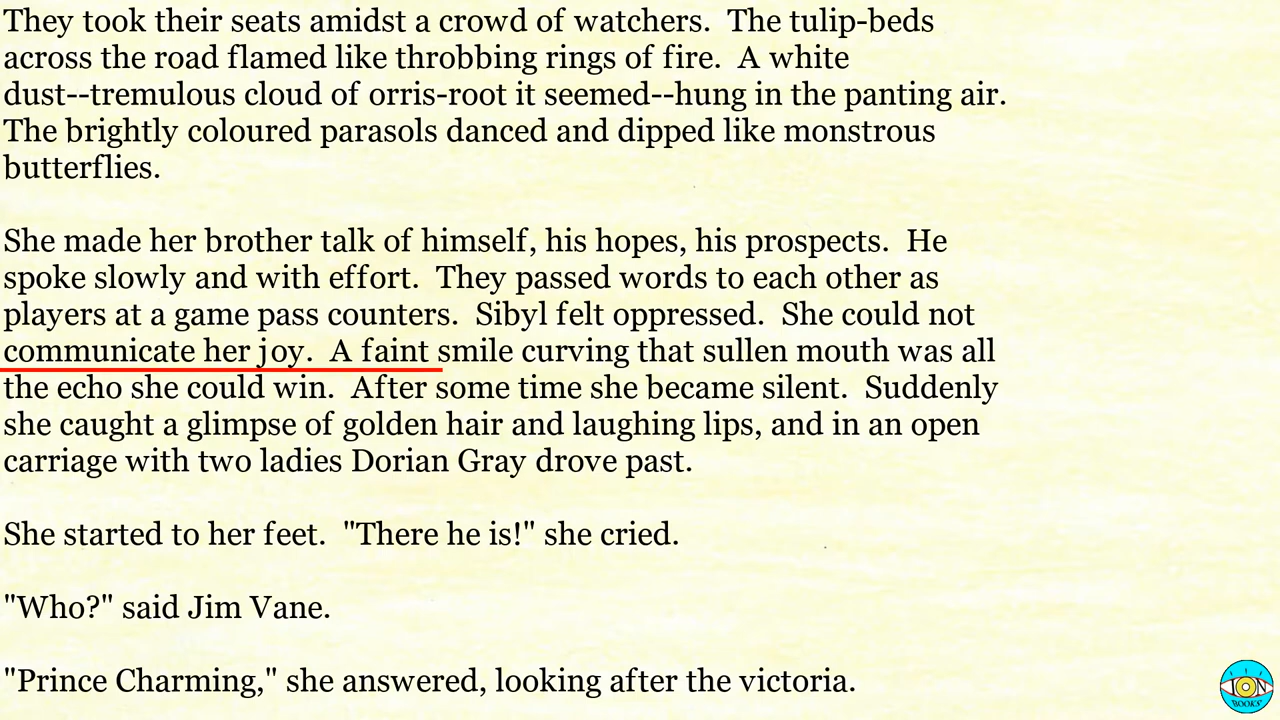 They took their seats amidst a crowd of watchers.  The tulip-beds
across the road flamed like throbbing rings of fire.  A white
dust--tremulous cloud of orris-root it seemed--hung in the panting air.
The brightly coloured parasols danced and dipped like monstrous
butterflies.

She made her brother talk of himself, his hopes, his prospects.  He
spoke slowly and with effort.  They passed words to each other as
players at a game pass counters.  Sibyl felt oppressed.  She could not
communicate her joy.  A faint smile curving that sullen mouth was all
the echo she could win.  After some time she became silent.  Suddenly
she caught a glimpse of golden hair and laughing lips, and in an open
carriage with two ladies Dorian Gray drove past.

She started to her feet.  "There he is!" she cried.

"Who?" said Jim Vane.

"Prince Charming," she answered, looking after the victoria.
ION
BOOKS